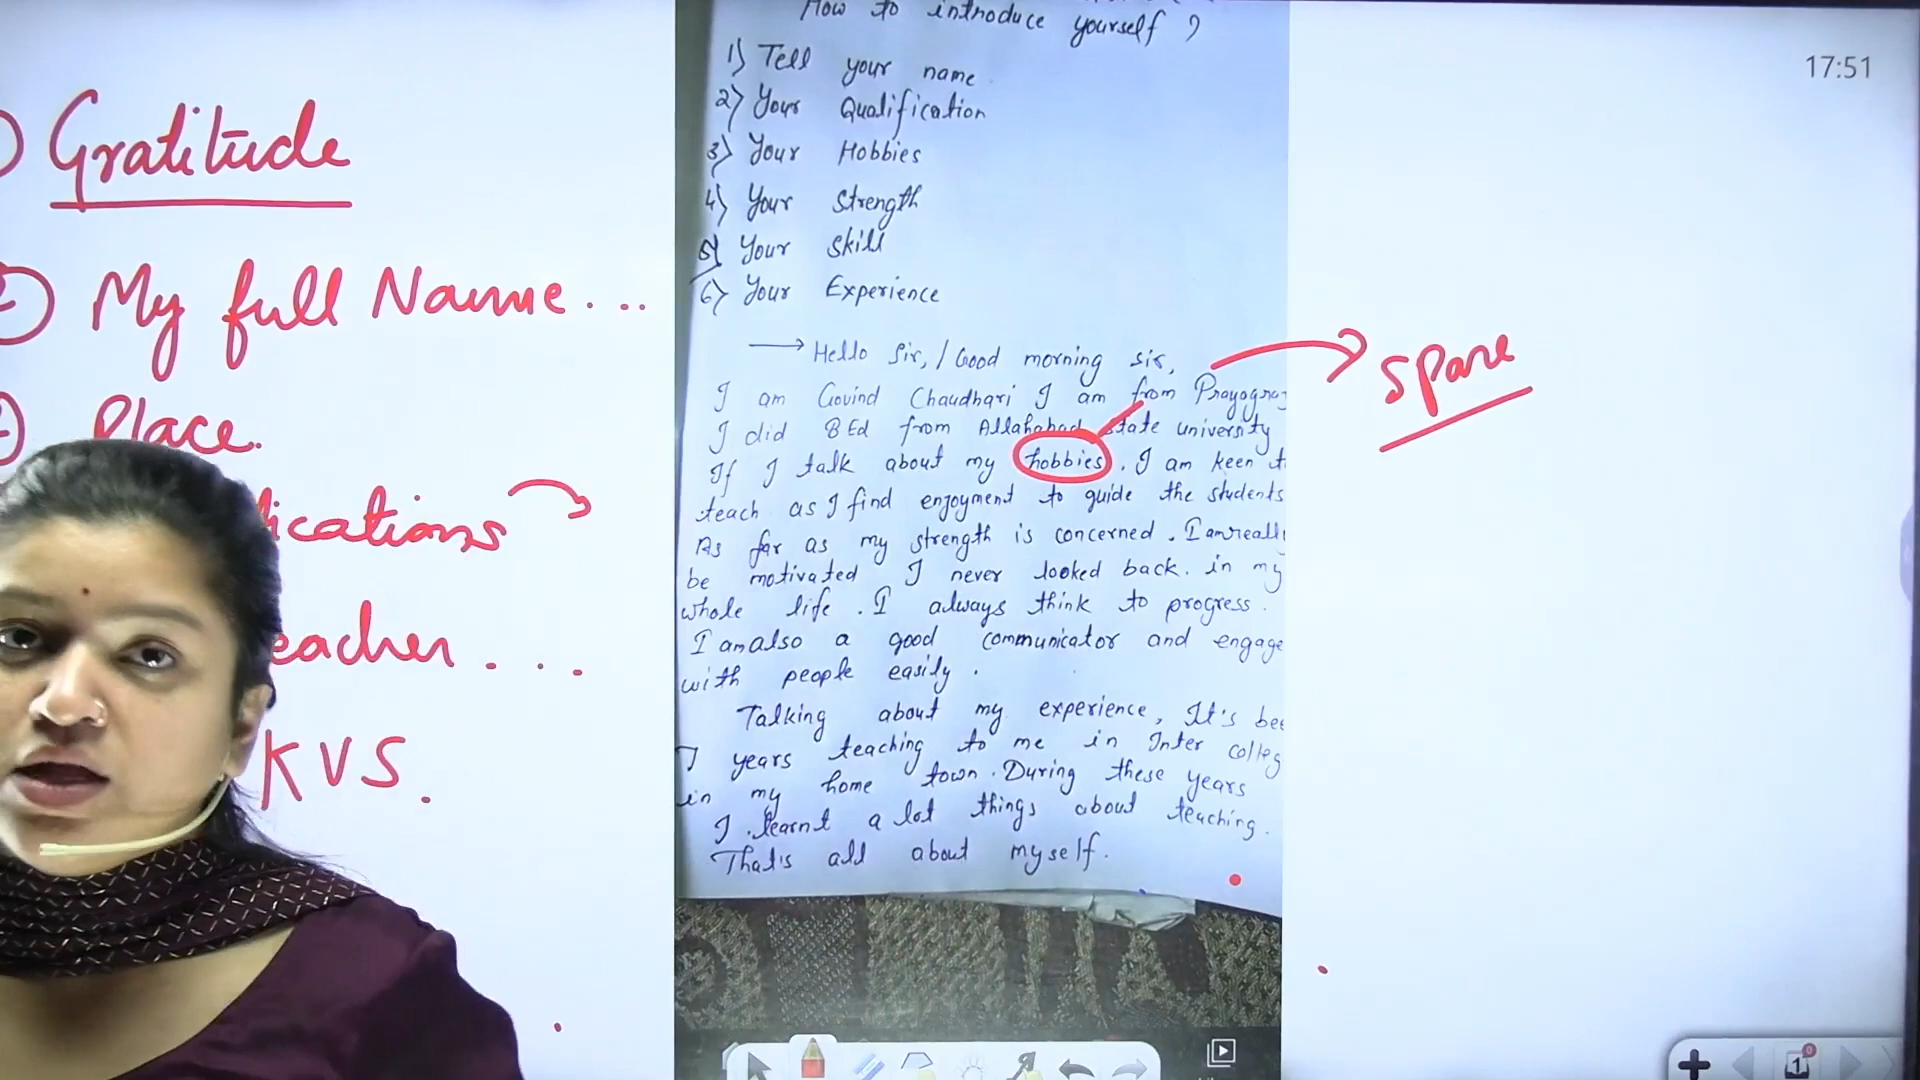 Gratitude
My full Name...
Place.
ications
eacher...
KVS.
How to introduce yourself ?
1) Tell your name
2) Your Qualification
3) Your Hobbies
4) Your strength
5) Your skill
6) Your Experience
→ Hello Sir, / Good morning sir,
I am Govind Chaudhari I am from Prayagraj
I did B Ed from Allahabad state university
If I talk about my hobbies. I am keen t
teach as I find enjoyment to guide the students
As far as my strength is concerned. I am reall
be motivated I never looked back. in my
whole life. I always think to progress.
I am also a good communicator and engage
with people easily.
Talking about my experience, It's bee
7 years teaching to me in Inter colleg
in my home town. During these years
I learnt a lot things about teaching.
That's all about myself.
Spare
17:51
1
0